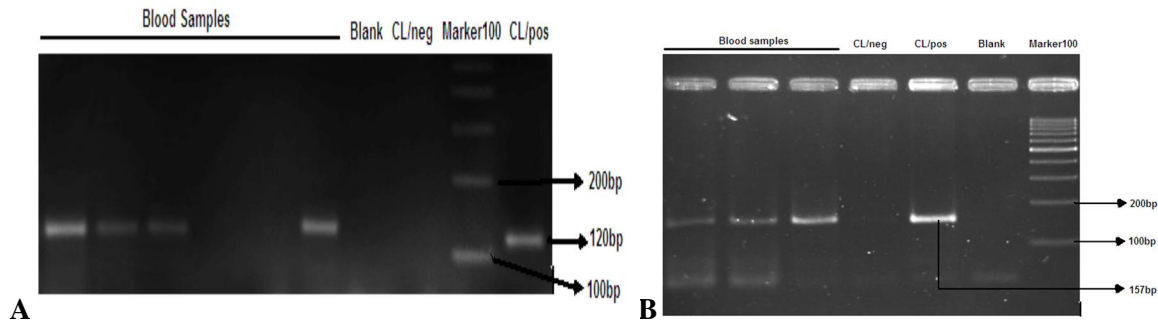 Blood Samples Blank CL/neg Marker100 CL/pos
200bp
120bp
100bp
A
Blood samples CL/neg CL/pos Blank Marker100
200bp
100bp
157bp
B